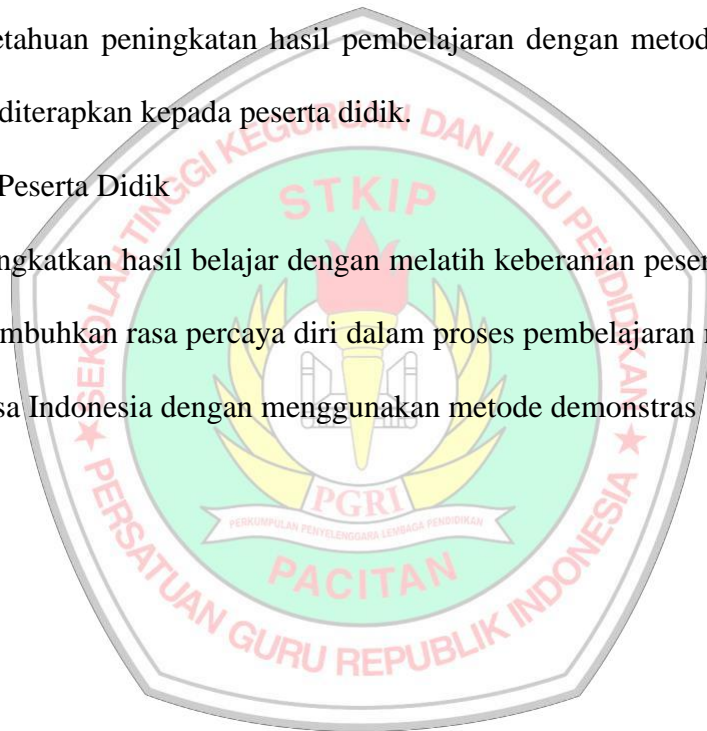 etahuan peningkatan hasil pembelajaran dengan metod
diterapkan kepada peserta didik.
Peserta Didik
ngkatkan hasil belajar dengan melatih keberanian peser
mbuhkan rasa percaya diri dalam proses pembelajaran
sa Indonesia dengan menggunakan metode demonstras
SEKOLAH TINGGI KEGURUAN DAN ILMU PENDIDIKAN
STKIP
PGRI
PERKUMPULAN PENYELENGGARA LEMBAGA PENDIDIKAN
PACITAN
PERSATUAN GURU REPUBLIK INDONESIA